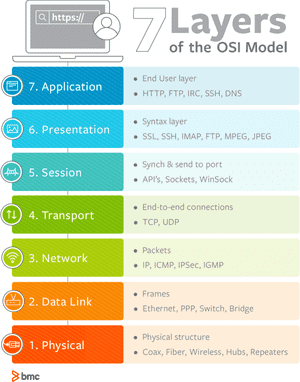 https://
7 Layers
of the OSI Model
7. Application
• End User layer
• HTTP, FTP, IRC, SSH, DNS
6. Presentation
• Syntax layer
• SSL, SSH, IMAP, FTP, MPEG, JPEG
5. Session
• Synch & send to port
• API's, Sockets, WinSock
4. Transport
• End-to-end connections
• TCP, UDP
3. Network
• Packets
• IP, ICMP, IPSec, IGMP
2. Data Link
• Frames
• Ethernet, PPP, Switch, Bridge
1. Physical
• Physical structure
• Coax, Fiber, Wireless, Hubs, Repeaters
bmc